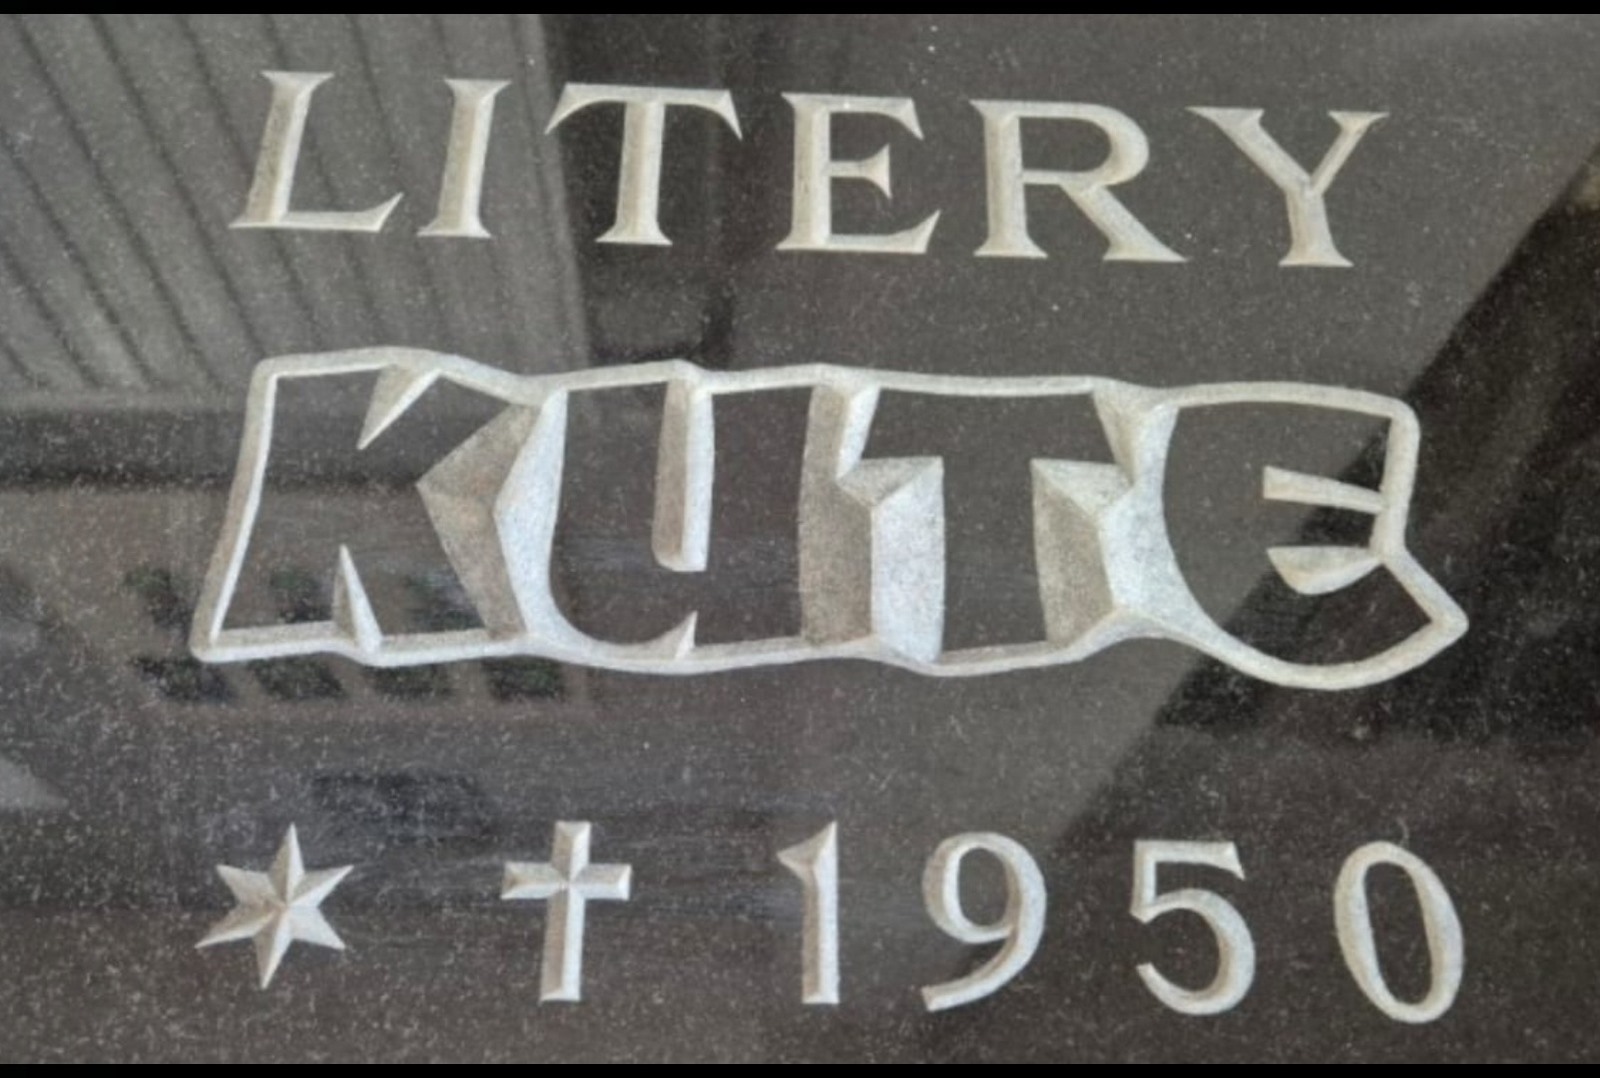 LITERY
KUTE
✶ † 1950